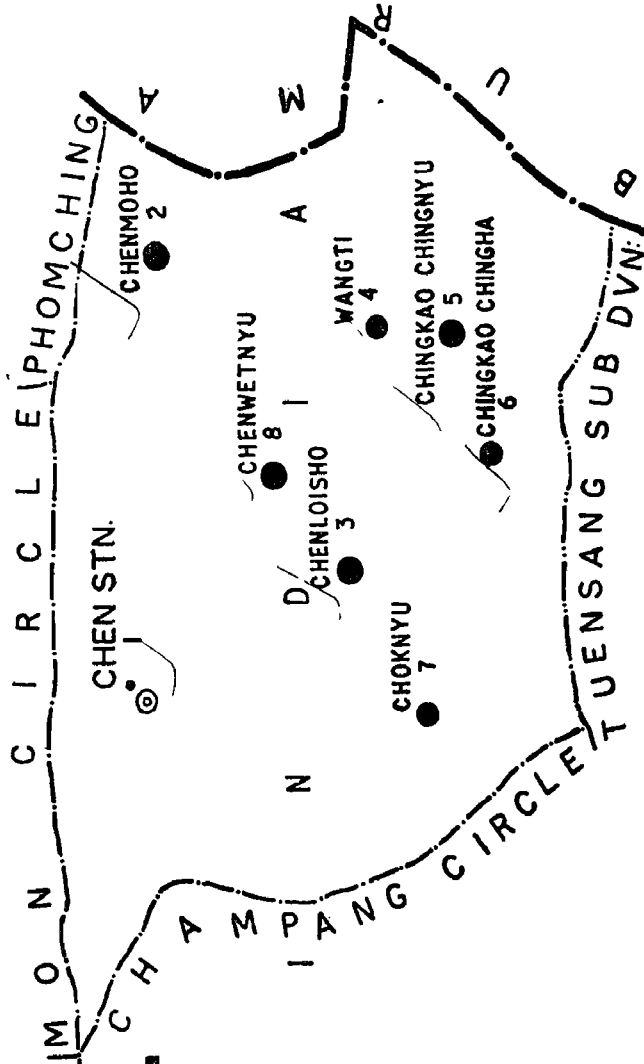 MON CIRCLE
PHOMCHING
CHEN STN.
1
CHENMOHO
2
CHENWETNYU
8
CHENLOISHO
3
WANGTI
4
CHINGKAO CHINGNYU
5
CHINGKAO CHINGHA
6
CHOKNYU
7
INDIA
BURMA
CHAMPANG CIRCLE
TUENSANG SUB DVN.